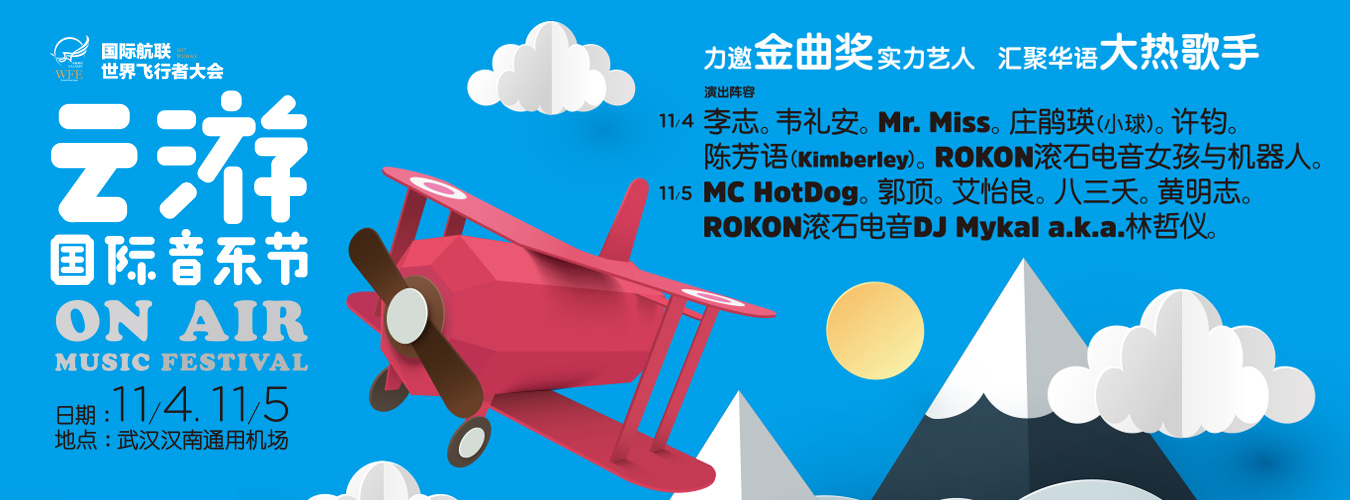 国际航联
世界飞行者大会
WFE
云游
国际音乐节
ON AIR
MUSIC FESTIVAL
日期：11/4. 11/5
地点：武汉汉南通用机场
力邀金曲奖实力艺人 汇聚华语大热歌手
演出阵容
11/4 李志。韦礼安。Mr. Miss。庄鹃瑛(小球)。许钧。
陈芳语(Kimberley)。ROKON滚石电音女孩与机器人。
11/5 MC HotDog。郭顶。艾怡良。八三夭。黄明志。
ROKON滚石电音DJ Mykal a.k.a.林哲仪。